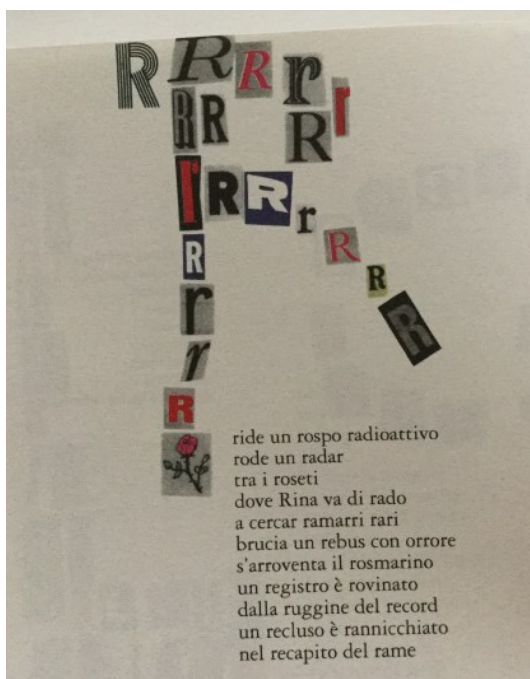 R R R r r
R R R
r R R r
R R
R
r R
r
R
ride un rospo radioattivo
rode un radar
tra i roseti
dove Rina va di rado
a cercar ramarri rari
brucia un rebus con orrore
s'arroventa il rosmarino
un registro è rovinato
dalla ruggine del record
un recluso è rannicchiato
nel recapito del rame